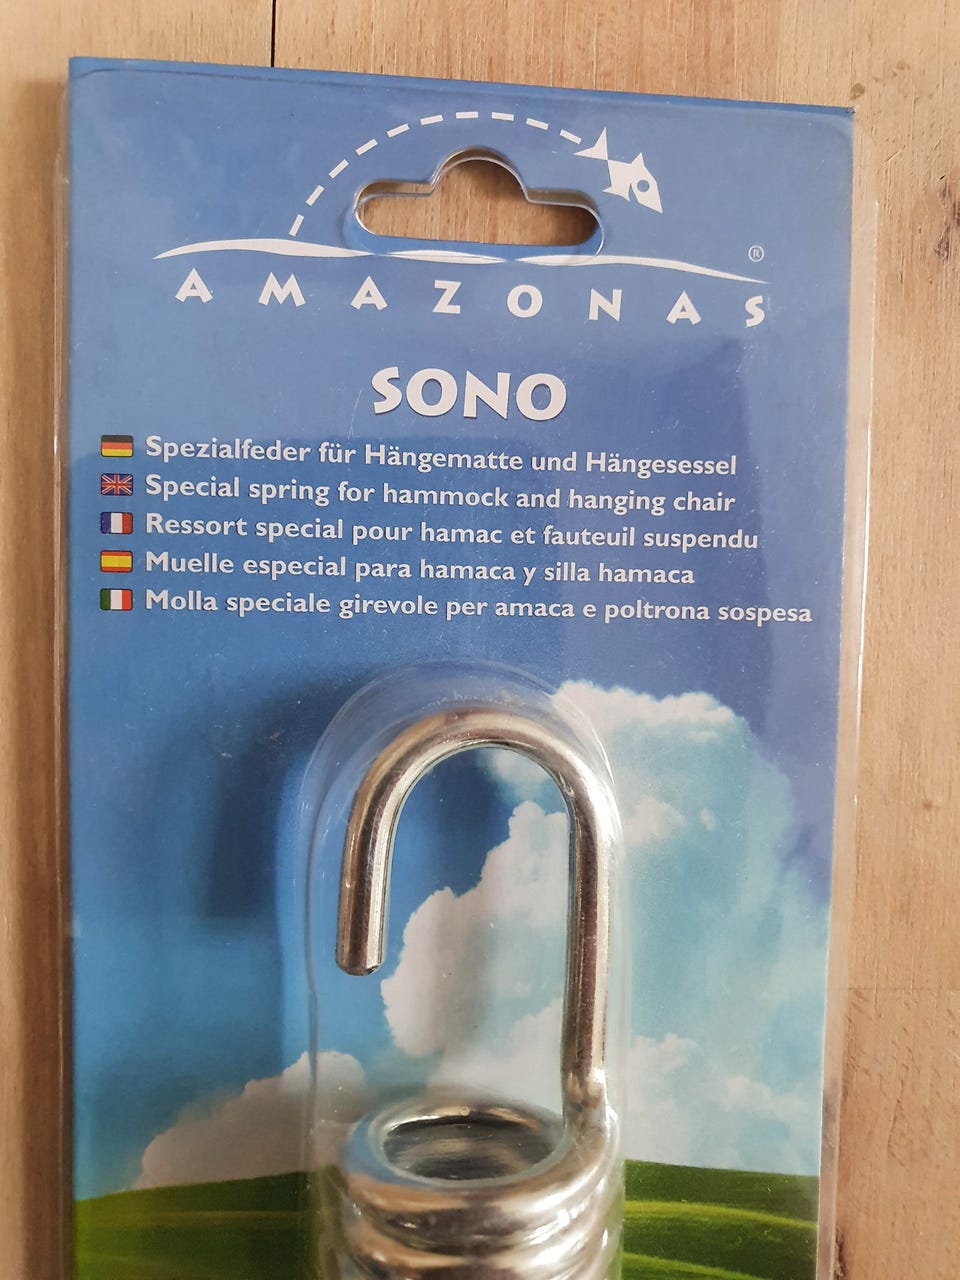 AMAZONAS®
SONO
Spezialfeder für Hängematte und Hängesessel
Special spring for hammock and hanging chair
Ressort special pour hamac et fauteuil suspendu
Muelle especial para hamaca y silla hamaca
Molla speciale girevole per amaca e poltrona sospesa